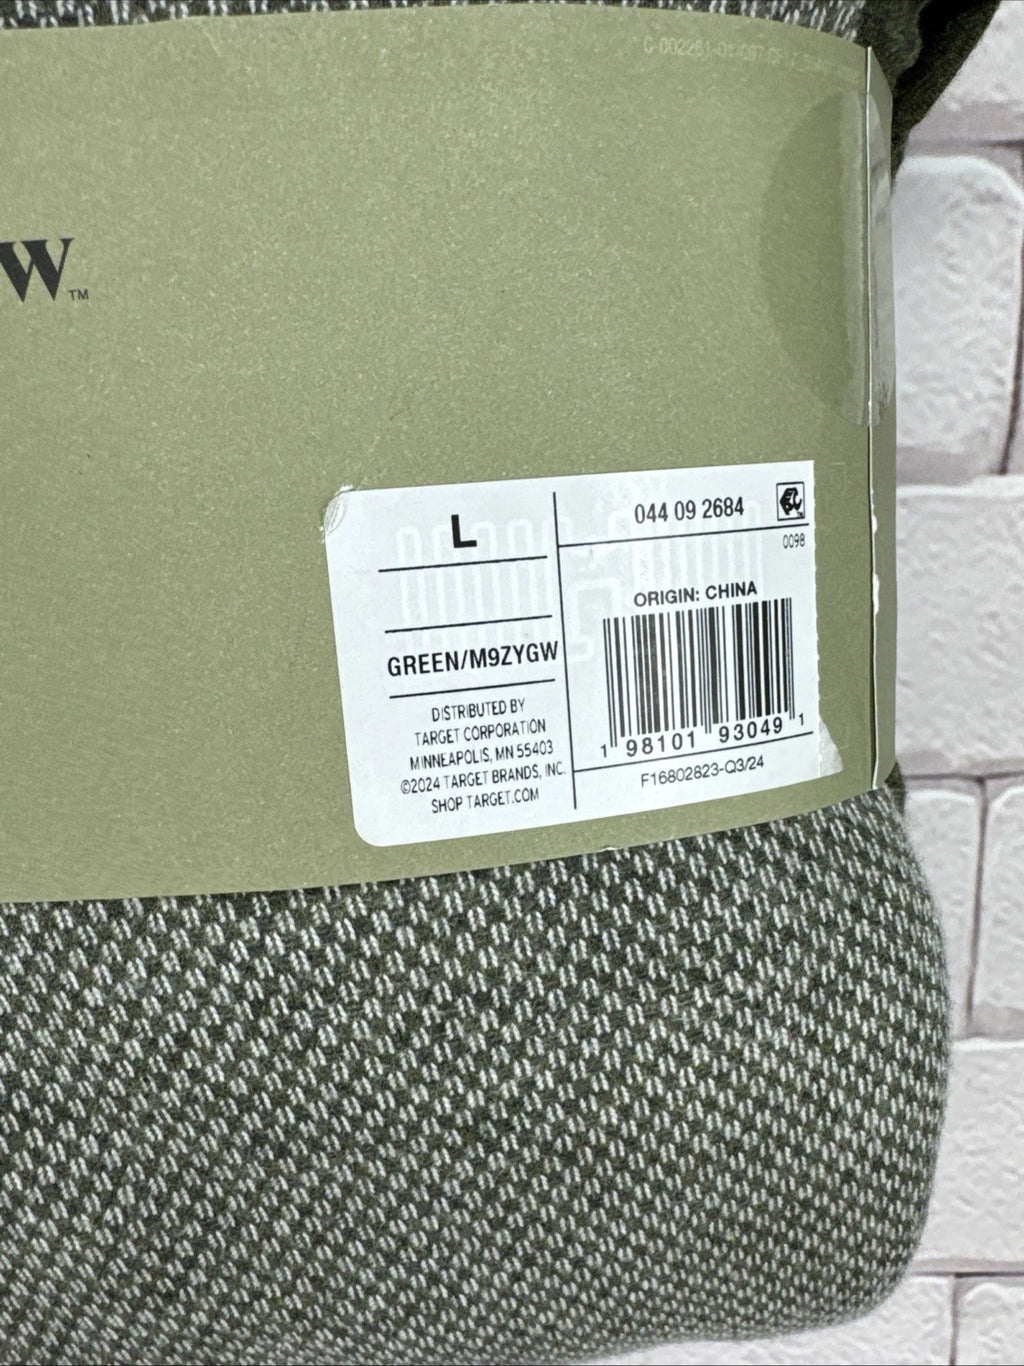 W™
L
GREEN/M9ZYGW
DISTRIBUTED BY
TARGET CORPORATION
MINNEAPOLIS, MN 55403
©2024 TARGET BRANDS, INC.
SHOP TARGET.COM
044 09 2684
0098
ORIGIN: CHINA
1 98101 93049 1
F16802823-Q3/24